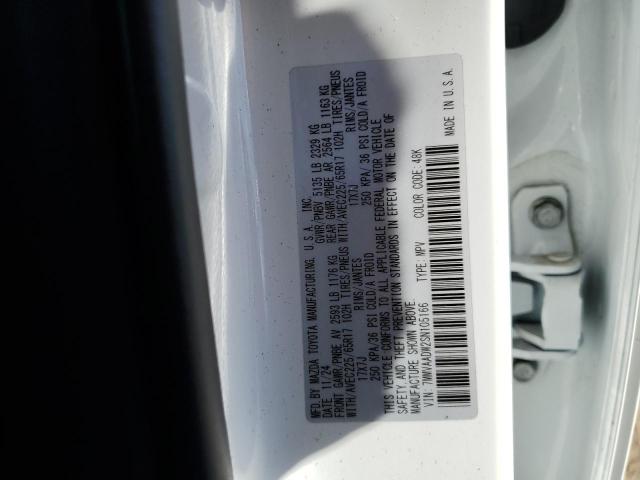 MFD. BY MAZDA TOYOTA MANUFACTURING, U.S.A., INC.
DATE: 11/24 GVWR/PNBV 5135 LB 2329 KG
FRONT GAWR/PNBE AV 2593 LB 1176 KG REAR GAWR/PNBE AR 2564 LB 1163 KG
WITH/AVEC225/65R17 102H TIRES/PNEUS WITH/AVEC225/65R17 102H TIRES/PNEUS
17X7J RIMS/JANTES 17X7J RIMS/JANTES
250 KPA/36 PSI COLD/A FROID 250 KPA/36 PSI COLD/A FROID
THIS VEHICLE CONFORMS TO ALL APPLICABLE FEDERAL MOTOR VEHICLE
SAFETY AND THEFT PREVENTION STANDARDS IN EFFECT ON THE DATE OF
MANUFACTURE SHOWN ABOVE.
VIN: 7MMVAADW2SN105166 TYPE: MPV COLOR CODE: 48K
MADE IN U.S.A.